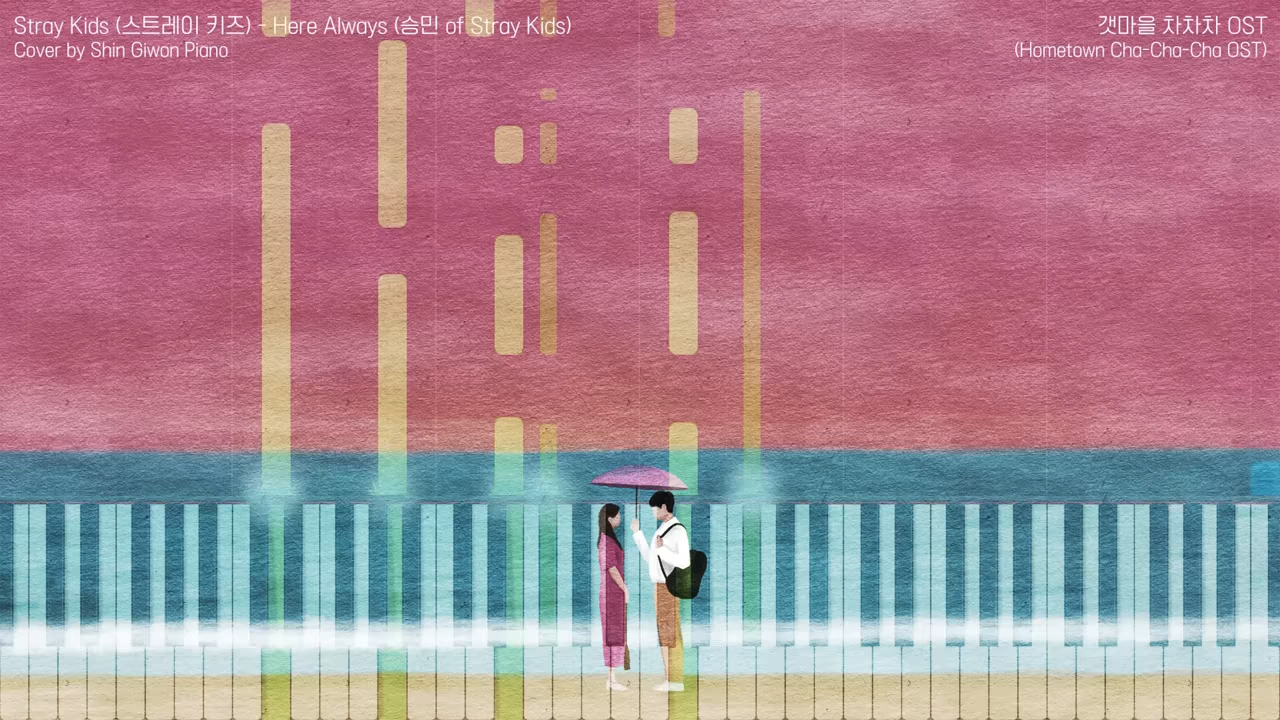 Stray Kids (스트레이 키즈) - Here Always (승민 of Stray Kids)
Cover by Shin Giwon Piano
갯마을 차차차 OST
(Hometown Cha-Cha-Cha OST)